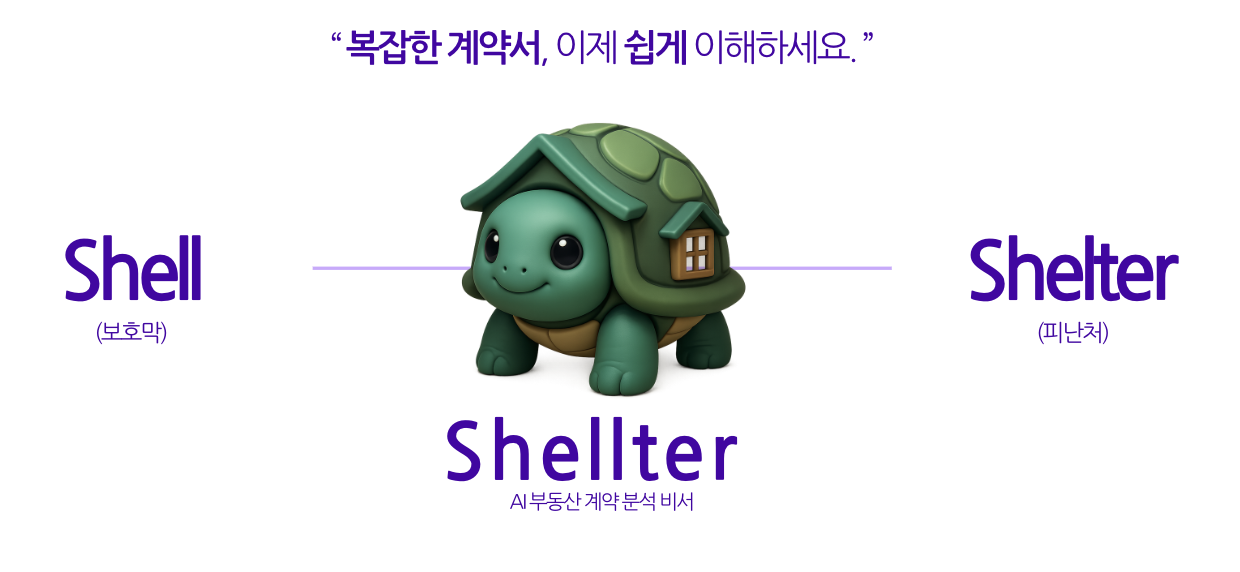 “ 복잡한 계약서, 이제 쉽게 이해하세요. ”
Shell
(보호막)
Shelter
(피난처)
Shellter
AI 부동산 계약 분석 비서